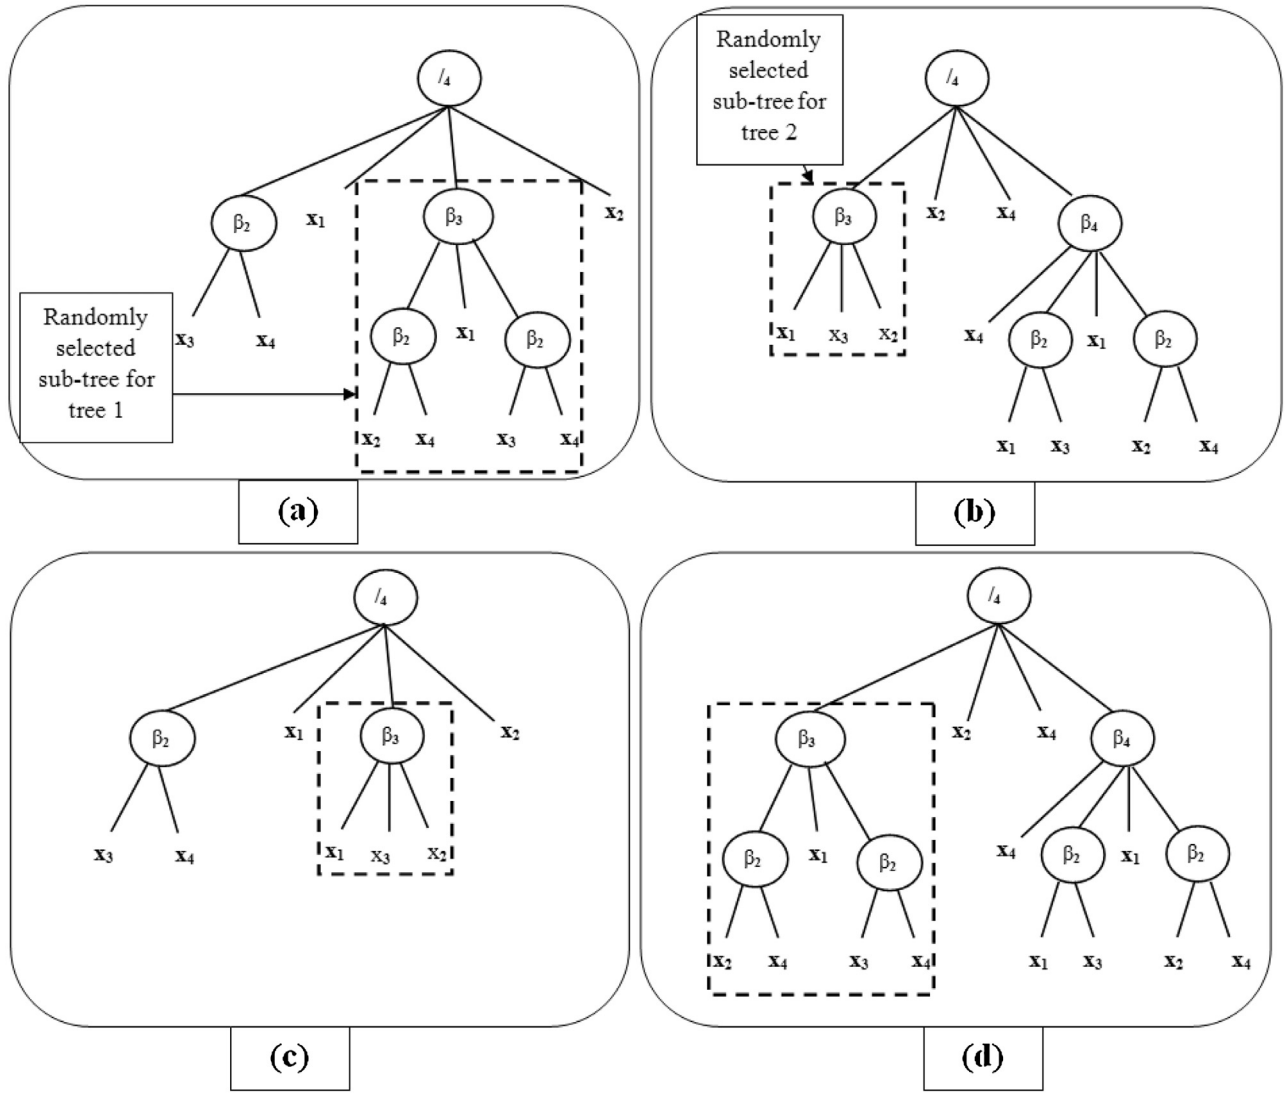 /4
β2
x1
β3
x2
β2
x1
β2
x3
x4
x2
x4
x3
x4
Randomly
selected
sub-tree for
tree 1
(a)
Randomly
selected
sub-tree for
tree 2
/4
β3
x2
x4
β4
x1
x3
x2
x4
β2
x1
β2
x1
x3
x2
x4
(b)
/4
β2
x1
β3
x2
x3
x4
x1
x3
x2
(c)
/4
β3
x2
x4
β4
β2
x1
β2
x4
β2
x1
β2
x2
x4
x3
x4
x1
x3
x2
x4
(d)